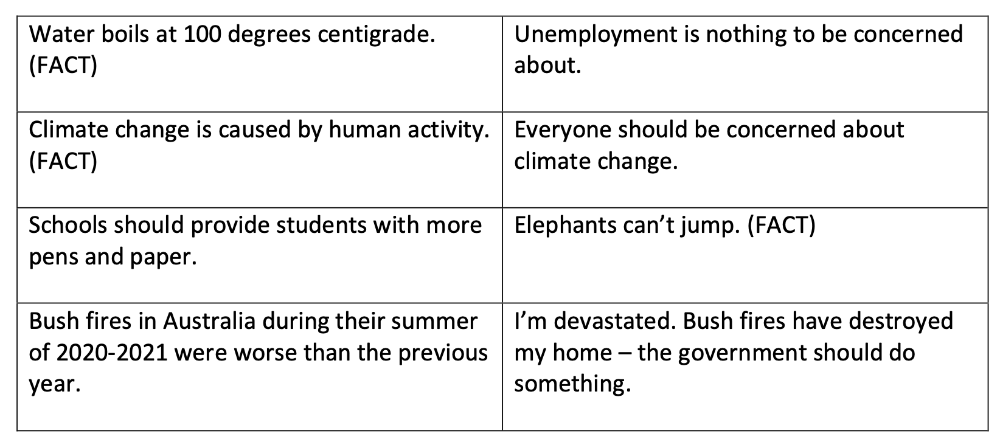 Water boils at 100 degrees centigrade.
(FACT)
Unemployment is nothing to be concerned
about.
Climate change is caused by human activity.
(FACT)
Everyone should be concerned about
climate change.
Schools should provide students with more
pens and paper.
Elephants can’t jump. (FACT)
Bush fires in Australia during their summer
of 2020-2021 were worse than the previous
year.
I’m devastated. Bush fires have destroyed
my home – the government should do
something.